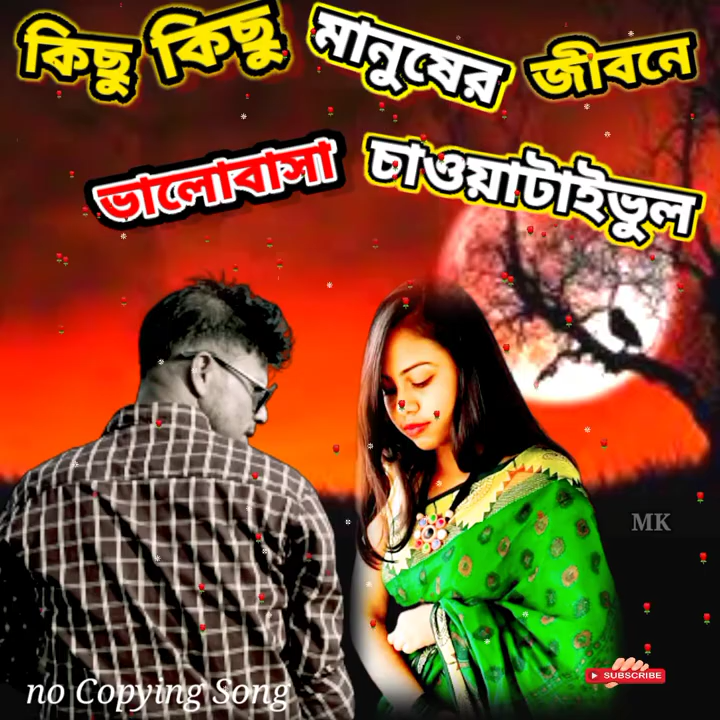 কিছু কিছু মানুষের জীবনে
ভালোবাসা চাওয়াটাইভুল
MK
SUBSCRIBE
no Copying Song